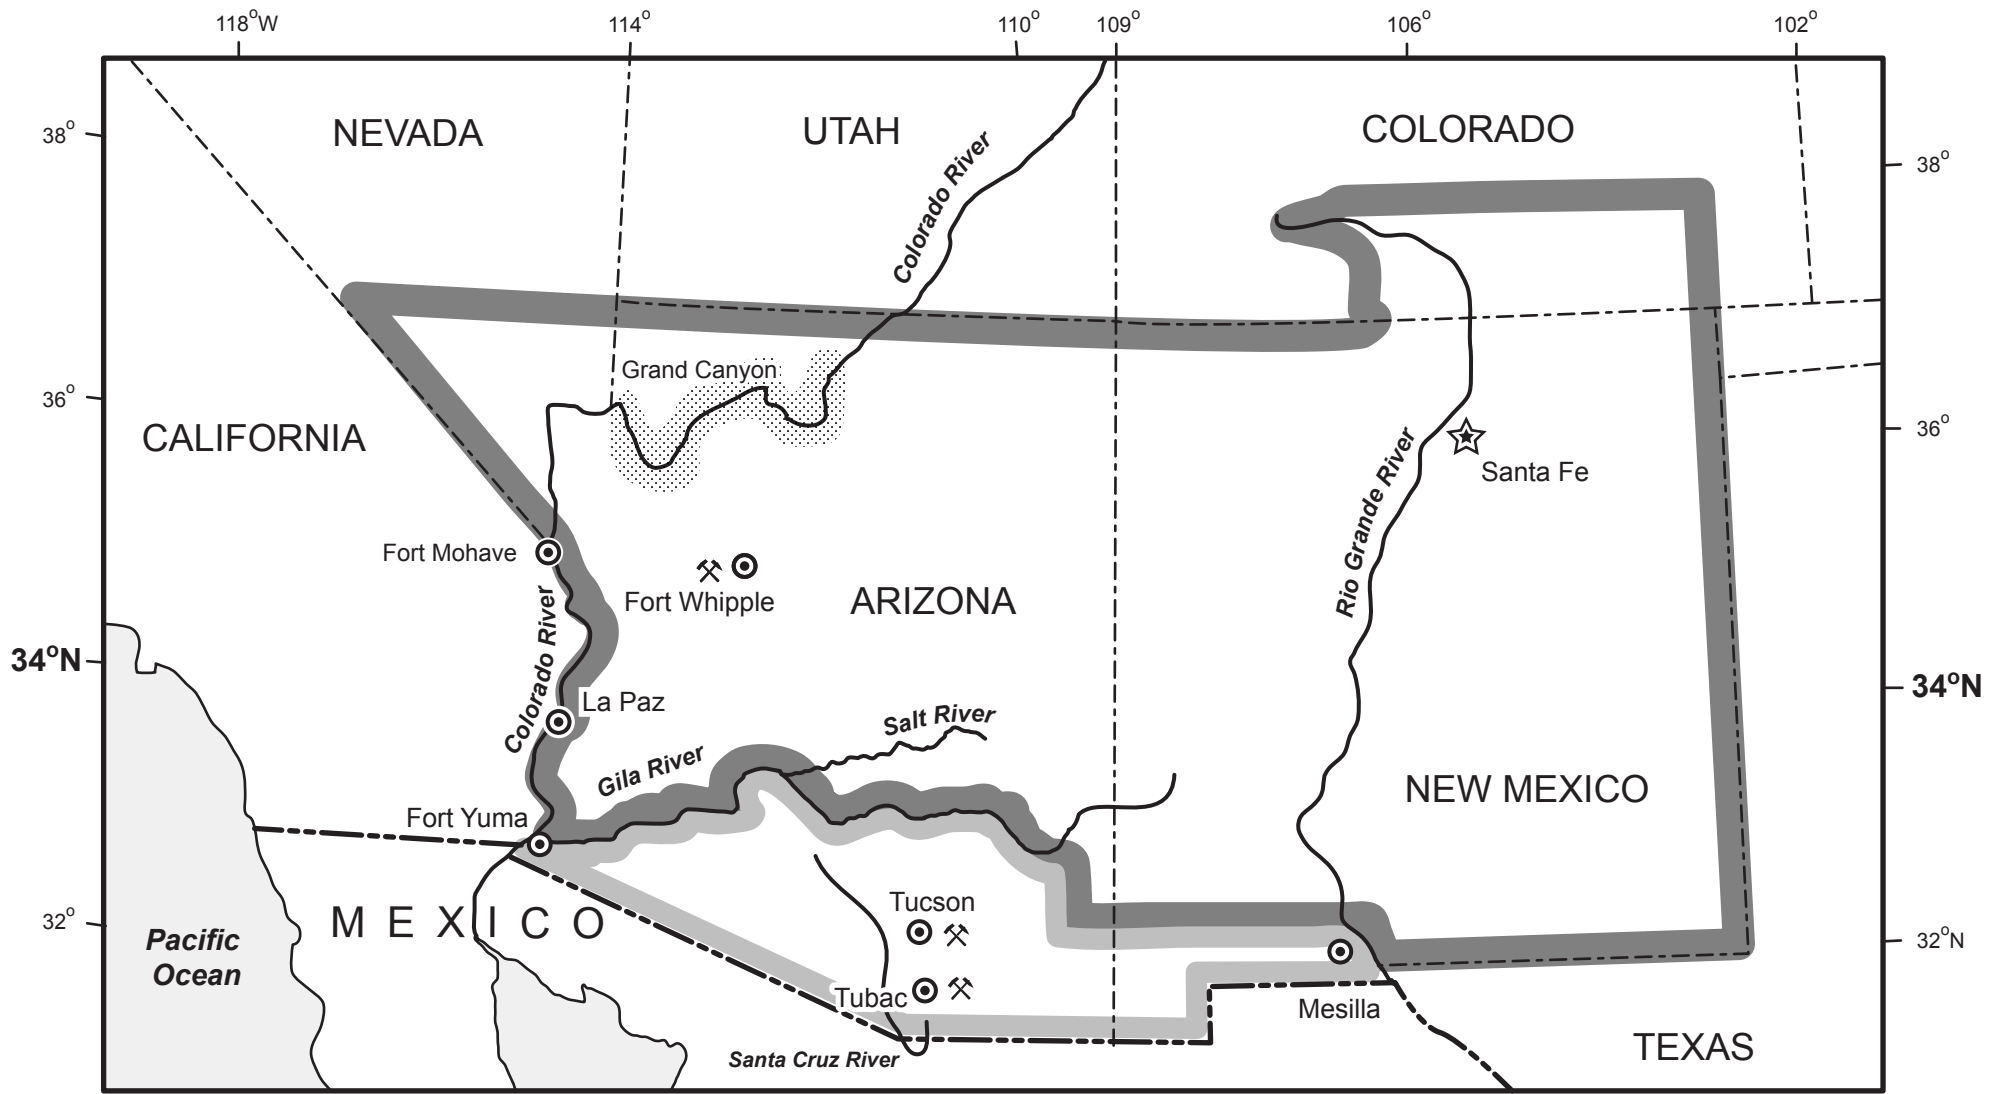 118°W
114°
110°
109°
106°
102°
NEVADA
UTAH
COLORADO
38°
38°
Colorado River
Grand Canyon
36°
36°
CALIFORNIA
Santa Fe
Rio Grande River
Fort Mohave
Fort Whipple
ARIZONA
Colorado River
34°N
34°N
La Paz
Salt River
Gila River
NEW MEXICO
Fort Yuma
Tucson
MEXICO
32°
32°N
Pacific
Ocean
Tubac
Mesilla
Santa Cruz River
TEXAS